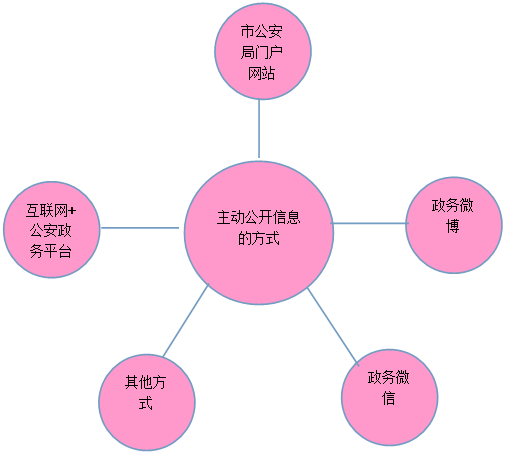 市公安
局门户
网站
互联网+
公安政
务平台
主动公开信息
的方式
政务微
博
其他方
式
政务微
信